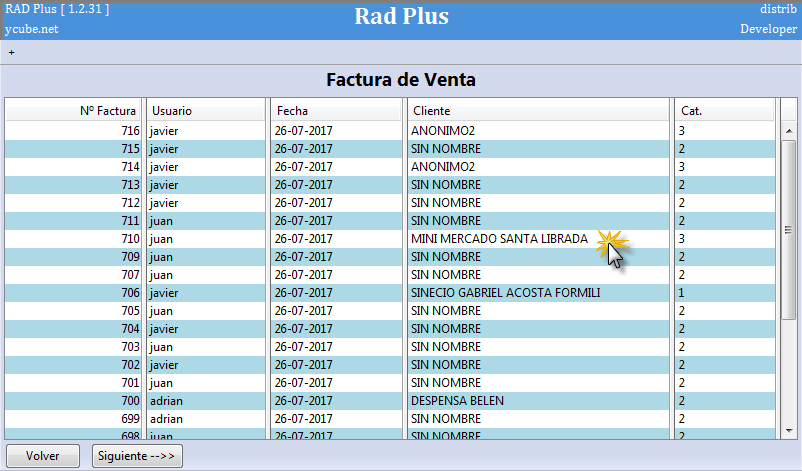 RAD Plus [ 1.2.31 ] Rad Plus distrib
ycube.net Developer
+
Factura de Venta
Nº Factura Usuario Fecha Cliente Cat.
716 javier 26-07-2017 ANONIMO2 3
715 javier 26-07-2017 SIN NOMBRE 2
714 javier 26-07-2017 ANONIMO2 3
713 javier 26-07-2017 SIN NOMBRE 2
712 javier 26-07-2017 SIN NOMBRE 2
711 juan 26-07-2017 SIN NOMBRE 2
710 juan 26-07-2017 MINI MERCADO SANTA LIBRADA 3
709 juan 26-07-2017 SIN NOMBRE 2
707 juan 26-07-2017 SIN NOMBRE 2
706 javier 26-07-2017 SINECIO GABRIEL ACOSTA FORMILI 1
705 juan 26-07-2017 SIN NOMBRE 2
704 javier 26-07-2017 SIN NOMBRE 2
703 juan 26-07-2017 SIN NOMBRE 2
702 javier 26-07-2017 SIN NOMBRE 2
701 juan 26-07-2017 SIN NOMBRE 2
700 adrian 26-07-2017 DESPENSA BELEN 2
699 adrian 26-07-2017 SIN NOMBRE 2
698 juan 26-07-2017 SIN NOMBRE 2
Volver Siguiente -->>